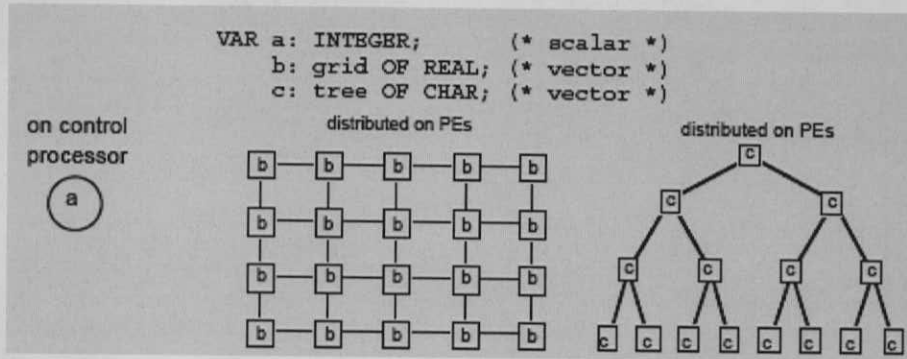 VAR a: INTEGER; (* scalar *)
b: grid OF REAL; (* vector *)
c: tree OF CHAR; (* vector *)
on control
processor
a
distributed on PEs
b b b b b
b b b b b
b b b b b
b b b b b
distributed on PEs
c
c c
c c c c
c c c c c c c c